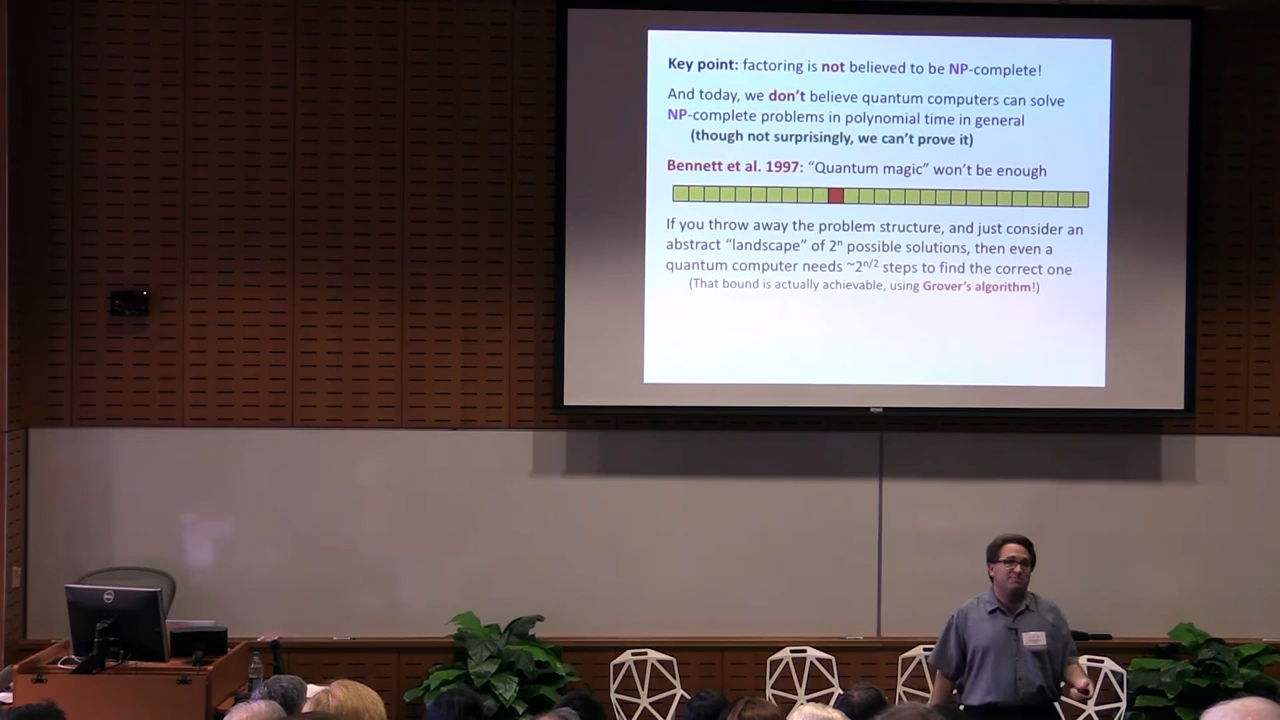 Key point: factoring is not believed to be NP-complete!
And today, we don't believe quantum computers can solve
NP-complete problems in polynomial time in general
(though not surprisingly, we can't prove it)
Bennett et al. 1997: “Quantum magic” won't be enough
If you throw away the problem structure, and just consider an
abstract “landscape” of 2ⁿ possible solutions, then even a
quantum computer needs ~2ⁿᐟ² steps to find the correct one
(That bound is actually achievable, using Grover's algorithm!)
DELL